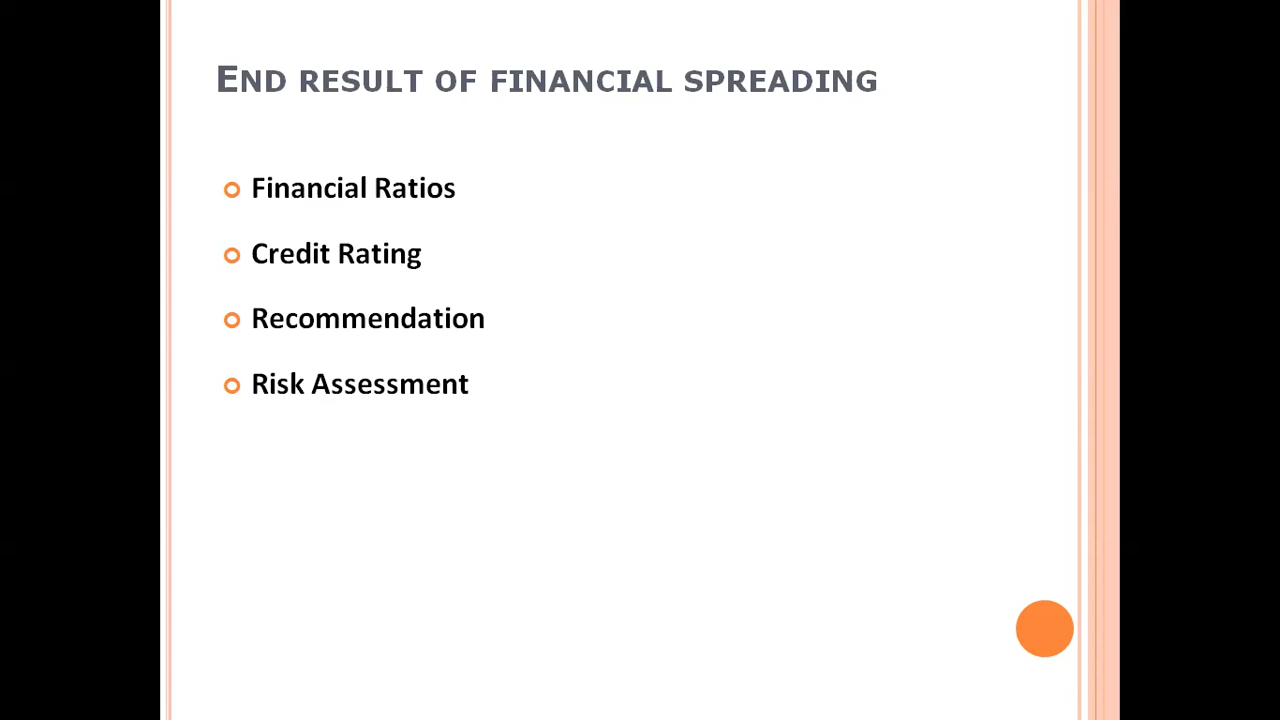 END RESULT OF FINANCIAL SPREADING
Financial Ratios
Credit Rating
Recommendation
Risk Assessment